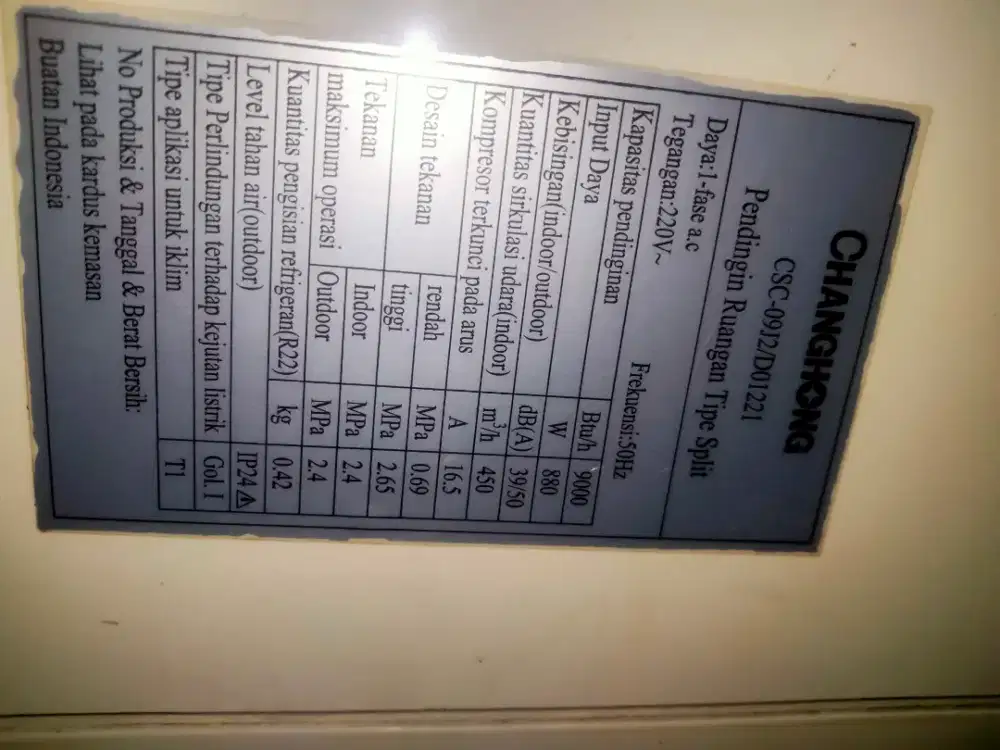 CHANGHONG
CSC-09J2/D01221
Pendingin Ruangan Tipe Split
Daya:1-fase a.c
Tegangan:220V~ Frekuensi:50Hz
Kapasitas pendinginan Btu/h 9000
Input Daya W 880
Kebisingan(indoor/outdoor) dB(A) 39/50
Kuantitas sirkulasi udara(indoor) m³/h 450
Kompresor terkunci pada arus A 16.5
Desain tekanan rendah MPa 0.69
tinggi MPa 2.65
Tekanan maksimum operasi Indoor MPa 2.4
Outdoor MPa 2.4
Kuantitas pengisian refrigeran(R22) kg 0.42
Level tahan air(outdoor) IP24
Tipe Perlindungan terhadap kejutan listrik Gol. I
Tipe aplikasi untuk iklim T1
No Produksi & Tanggal & Berat Bersih:
Lihat pada kardus kemasan
Buatan Indonesia